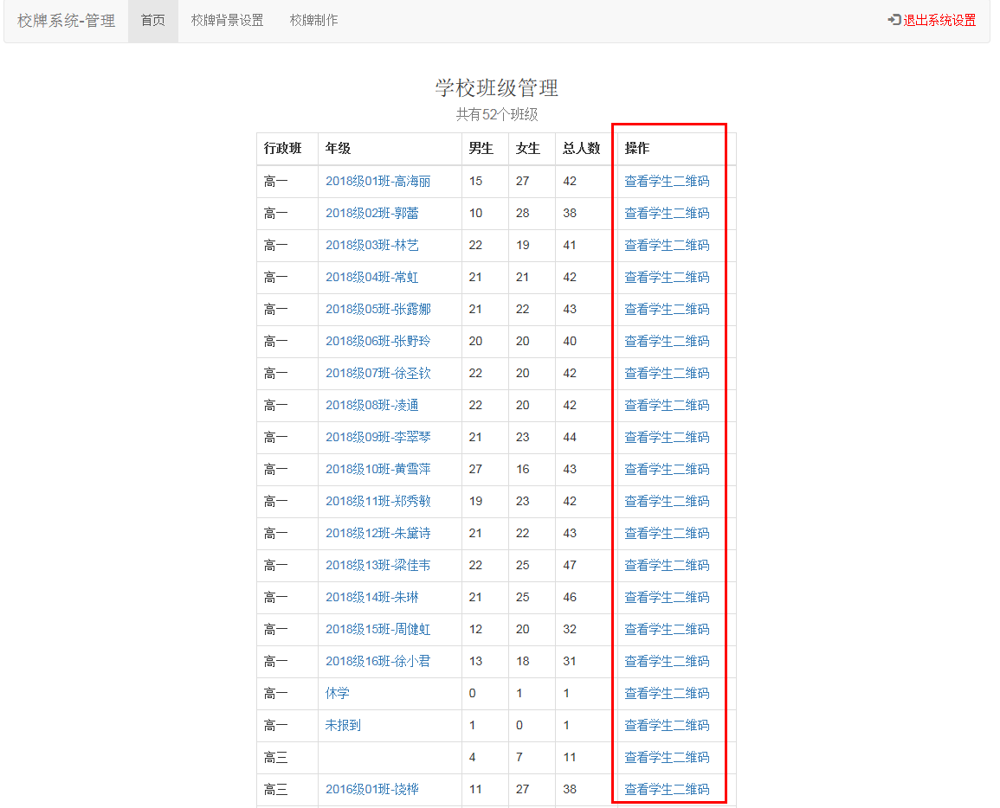 校牌系统-管理 首页 校牌背景设置 校牌制作 退出系统设置
学校班级管理
共有52个班级
行政班 年级 男生 女生 总人数 操作
高一 2018级01班-高海丽 15 27 42 查看学生二维码
高一 2018级02班-郭蕾 10 28 38 查看学生二维码
高一 2018级03班-林艺 22 19 41 查看学生二维码
高一 2018级04班-常虹 21 21 42 查看学生二维码
高一 2018级05班-张露娜 21 22 43 查看学生二维码
高一 2018级06班-张野玲 20 20 40 查看学生二维码
高一 2018级07班-徐圣钦 22 20 42 查看学生二维码
高一 2018级08班-凌通 22 20 42 查看学生二维码
高一 2018级09班-李翠琴 21 23 44 查看学生二维码
高一 2018级10班-黄雪萍 27 16 43 查看学生二维码
高一 2018级11班-郑秀敏 19 23 42 查看学生二维码
高一 2018级12班-朱黛诗 21 22 43 查看学生二维码
高一 2018级13班-梁佳韦 22 25 47 查看学生二维码
高一 2018级14班-朱琳 21 25 46 查看学生二维码
高一 2018级15班-周健虹 12 20 32 查看学生二维码
高一 2018级16班-徐小君 13 18 31 查看学生二维码
高一 休学 0 1 1 查看学生二维码
高一 未报到 1 0 1 查看学生二维码
高三 4 7 11 查看学生二维码
高三 2016级01班-饶桦 11 27 38 查看学生二维码